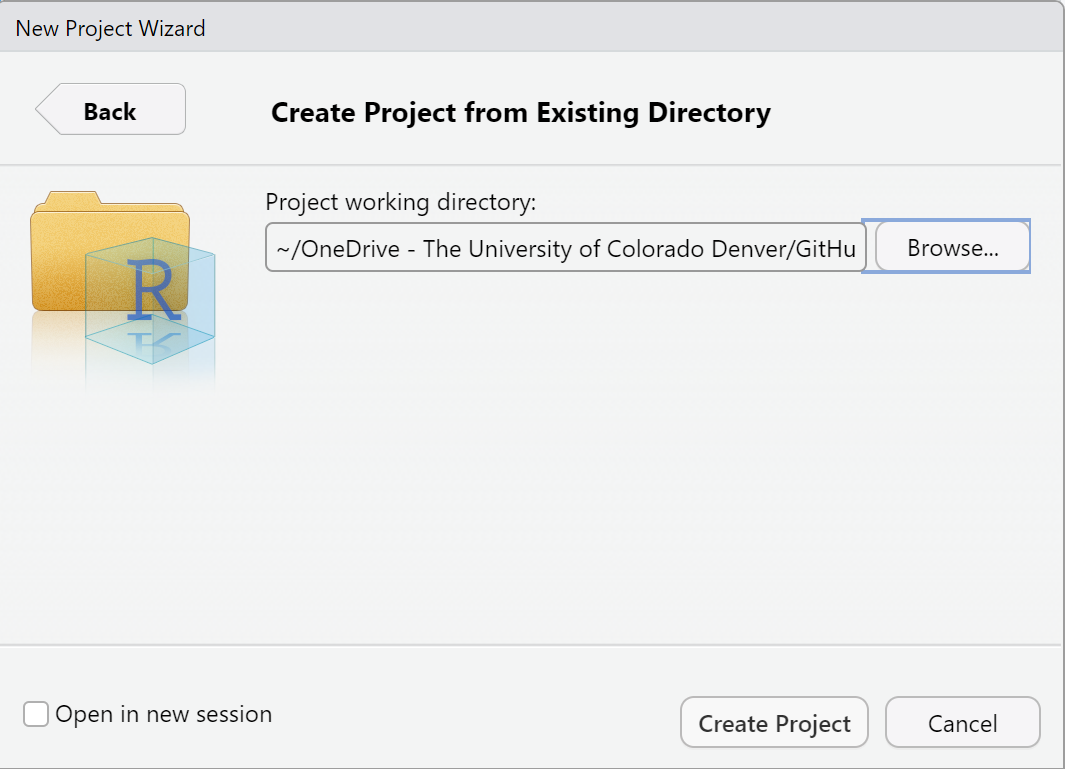 New Project Wizard
Back
Create Project from Existing Directory
Project working directory:
~/OneDrive - The University of Colorado Denver/GitHu
Browse...
R
Open in new session
Create Project
Cancel